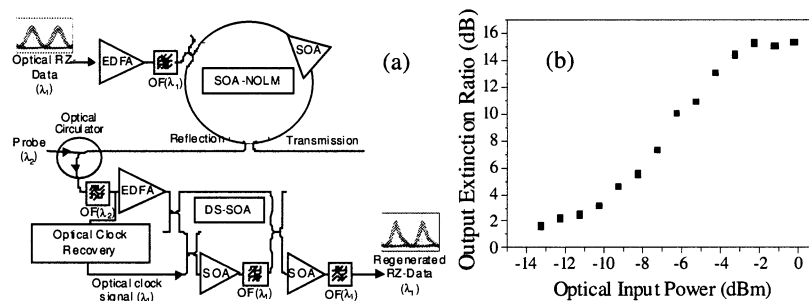 Optical RZ
Data
(λ₁)
EDFA
OF(λ₁)
SOA
SOA-NOLM
(a)
Optical
Circulator
Reflection
Transmission
Probe
(λ₂)
EDFA
OF(λ₂)
DS-SOA
Optical Clock
Recovery
SOA
OF(λ₁)
SOA
OF(λ₁)
Regenerated
RZ-Data
(λ₁)
Optical clock
signal (λ₁)
(b)
Output Extinction Ratio (dB)
16
14
12
10
8
6
4
2
0
-14 -12 -10 -8 -6 -4 -2 0
Optical Input Power (dBm)